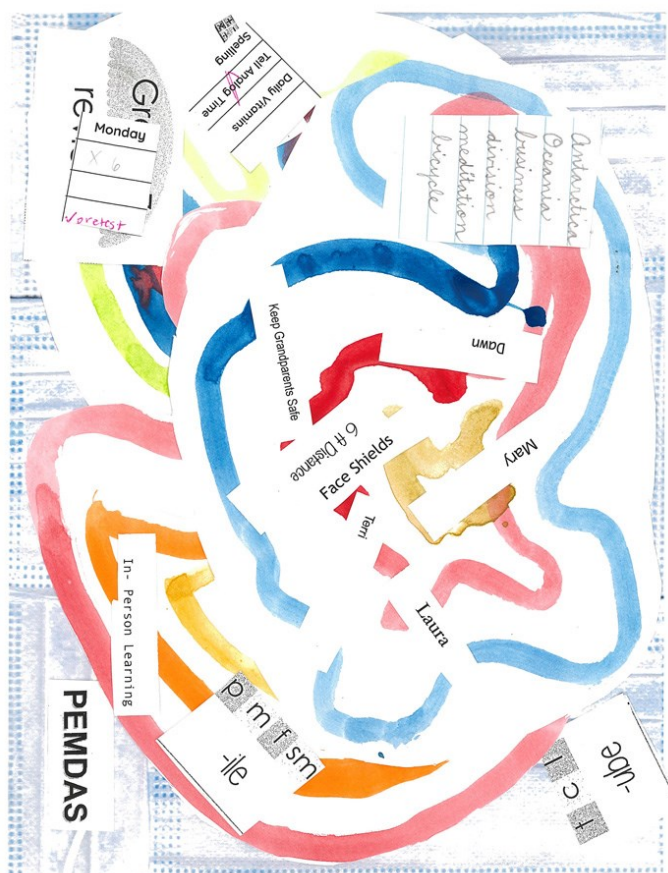 Spelling
Tell Analog Time
Daily Vitamins
Monday
x 6
✓ pretest
Antarctica
Oceania
business
division
meditation
bicycle
Keep Grandparents Safe
Dawn
6 ft Distance
Face Shields
Mary
Terri
Laura
In- Person Learning
PEMDAS
p m f sm
-ile
-ube
t c l